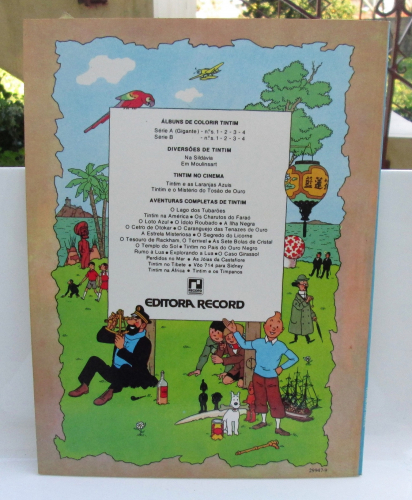 ÁLBUNS DE COLORIR TINTIM
Série A (Gigante) - nºs. 1 - 2 - 3 - 4
Série B - nºs. 1 - 2 - 3 - 4
DIVERSÕES DE TINTIM
Na Sildávia
Em Moulinsart
TINTIM NO CINEMA
Tintim e as Laranjas Azuis
Tintim e o Mistério do Tosão de Ouro
AVENTURAS COMPLETAS DE TINTIM
O Lago dos Tubarões
Tintim na América • Os Charutos do Faraó
O Loto Azul • O Ídolo Roubado • A Ilha Negra
O Cetro de Otokar • O Caranguejo das Tenazes de Ouro
A Estrela Misteriosa • O Segredo do Licorne
O Tesouro de Rackham, O Terrível • As Sete Bolas de Cristal
O Templo do Sol • Tintim no País do Ouro Negro
Rumo à Lua • Explorando a Lua • O Caso Girassol
Perdidos no Mar • As Jóias da Castafiore
Tintim no Tibete • Vôo 714 para Sidney
Tintim na África • Tintim e os Tímparos
EDITORA RECORD